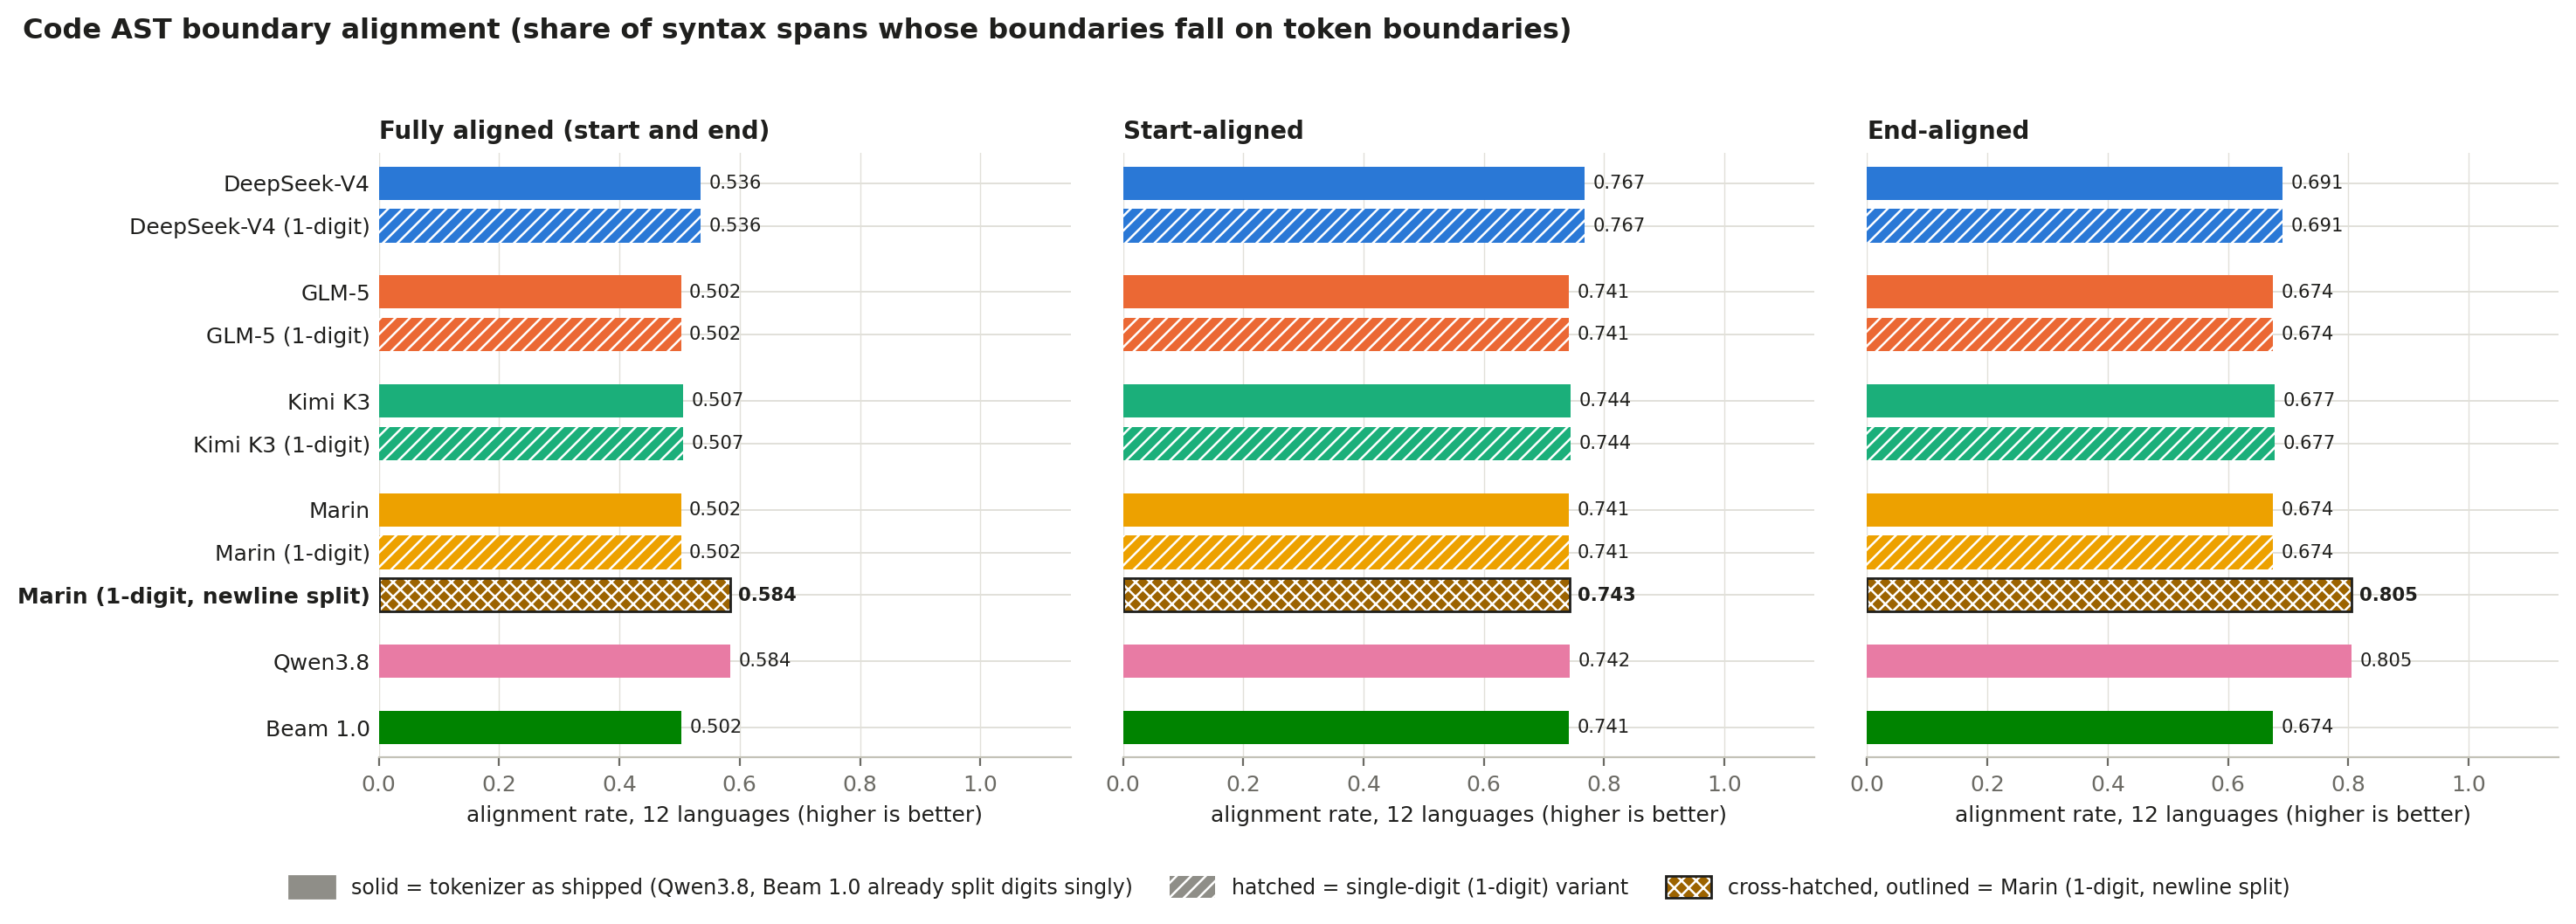 Code AST boundary alignment (share of syntax spans whose boundaries fall on token boundaries)
Fully aligned (start and end)
DeepSeek-V4 0.536
DeepSeek-V4 (1-digit) 0.536
GLM-5 0.502
GLM-5 (1-digit) 0.502
Kimi K3 0.507
Kimi K3 (1-digit) 0.507
Marin 0.502
Marin (1-digit) 0.502
Marin (1-digit, newline split) 0.584
Qwen3.8 0.584
Beam 1.0 0.502
0.0 0.2 0.4 0.6 0.8 1.0
alignment rate, 12 languages (higher is better)
Start-aligned
0.767
0.767
0.741
0.741
0.744
0.744
0.741
0.741
0.743
0.742
0.741
0.0 0.2 0.4 0.6 0.8 1.0
alignment rate, 12 languages (higher is better)
End-aligned
0.691
0.691
0.674
0.674
0.677
0.677
0.674
0.674
0.805
0.805
0.674
0.0 0.2 0.4 0.6 0.8 1.0
alignment rate, 12 languages (higher is better)
solid = tokenizer as shipped (Qwen3.8, Beam 1.0 already split digits singly)
hatched = single-digit (1-digit) variant
cross-hatched, outlined = Marin (1-digit, newline split)